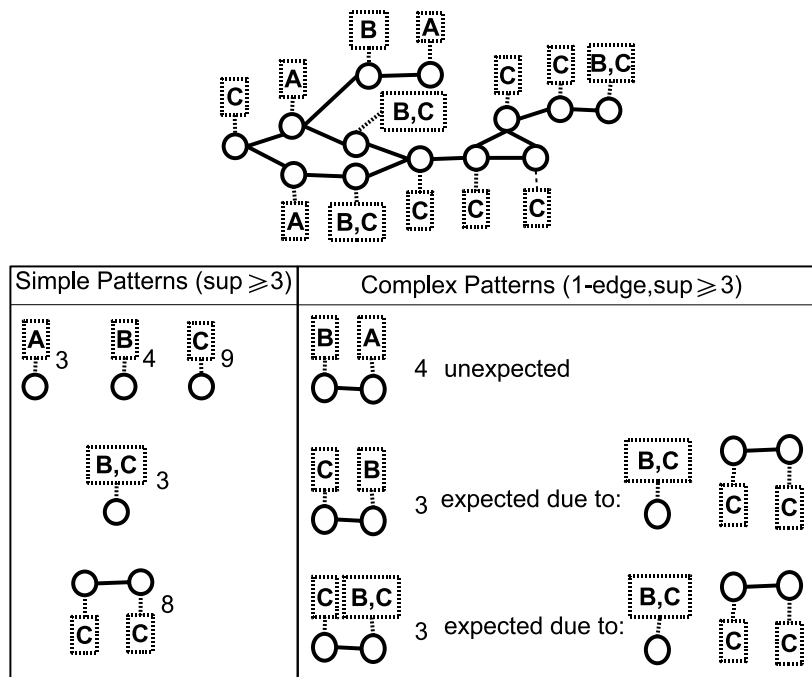 B A
C A C C B,C
B,C
A B,C C C C
Simple Patterns (sup ⩾3)
A 3 B 4 C 9
B,C 3
C C 8
Complex Patterns (1-edge,sup ⩾3)
B A 4 unexpected
C B 3 expected due to: B,C C C
C B,C 3 expected due to: B,C C C